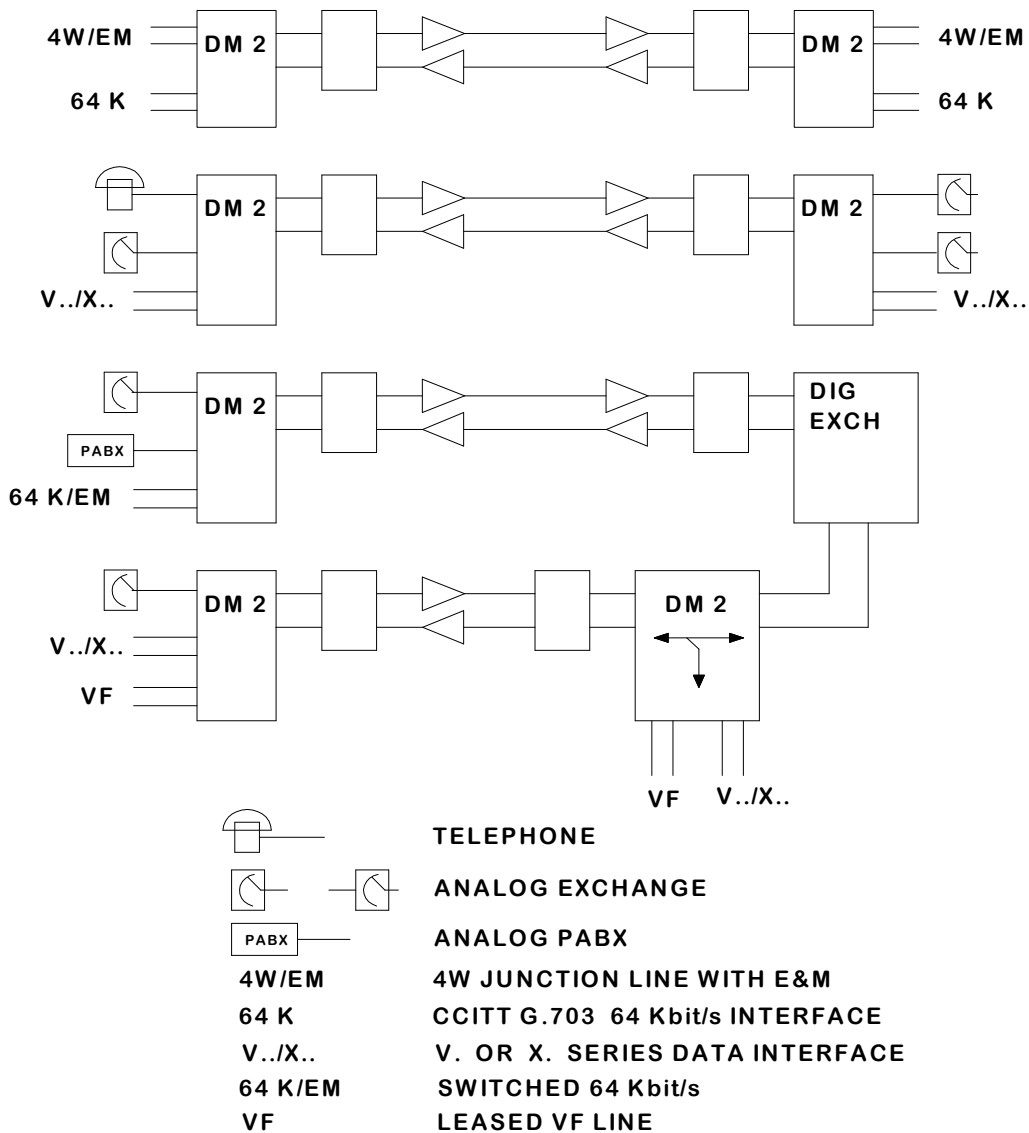 4W/EM DM 2 DM 2 4W/EM
64 K 64 K
DM 2 DM 2
V../X.. V../X..
DM 2 DIG
EXCH
PABX
64 K/EM
DM 2 DM 2
V../X..
VF
VF V../X..
TELEPHONE
ANALOG EXCHANGE
PABX ANALOG PABX
4W/EM 4W JUNCTION LINE WITH E&M
64 K CCITT G.703 64 Kbit/s INTERFACE
V../X.. V. OR X. SERIES DATA INTERFACE
64 K/EM SWITCHED 64 Kbit/s
VF LEASED VF LINE